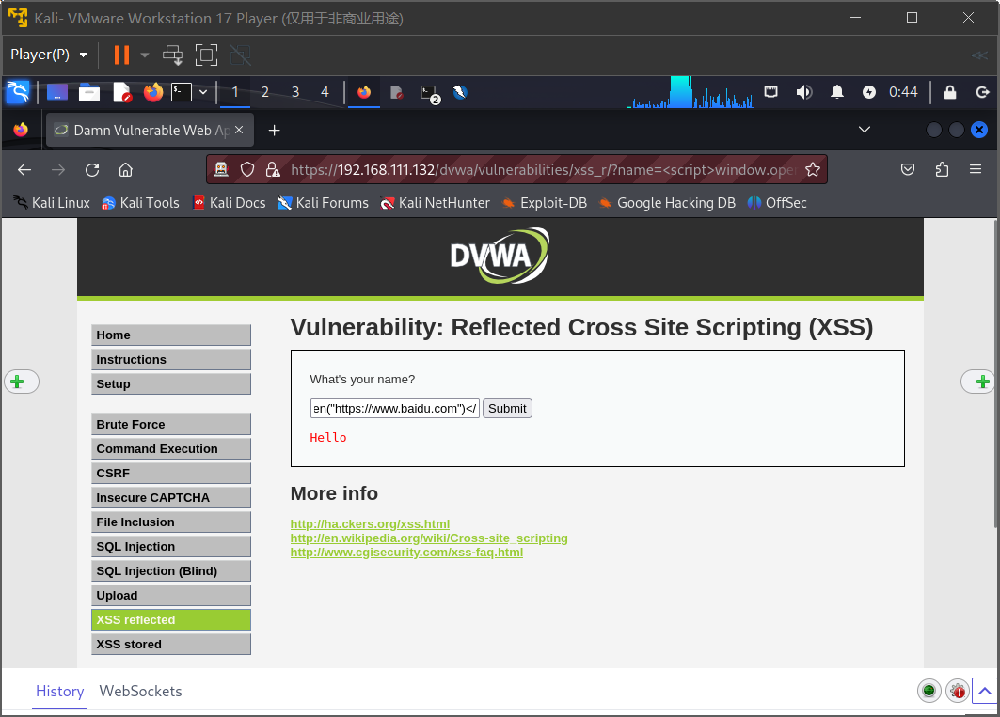 Kali- VMware Workstation 17 Player (仅用于非商业用途)
Player(P)
1 2 3 4 2 0:44
Damn Vulnerable Web Ap
https://192.168.111.132/dvwa/vulnerabilities/xss_r/?name=<script>window.ope
Kali Linux Kali Tools Kali Docs Kali Forums Kali NetHunter Exploit-DB Google Hacking DB OffSec
DVWA
Vulnerability: Reflected Cross Site Scripting (XSS)
Home
Instructions
Setup
Brute Force
Command Execution
CSRF
Insecure CAPTCHA
File Inclusion
SQL Injection
SQL Injection (Blind)
Upload
XSS reflected
XSS stored
What's your name?
en("https://www.baidu.com")</ Submit
Hello
More info
http://ha.ckers.org/xss.html
http://en.wikipedia.org/wiki/Cross-site_scripting
http://www.cgisecurity.com/xss-faq.html
History WebSockets